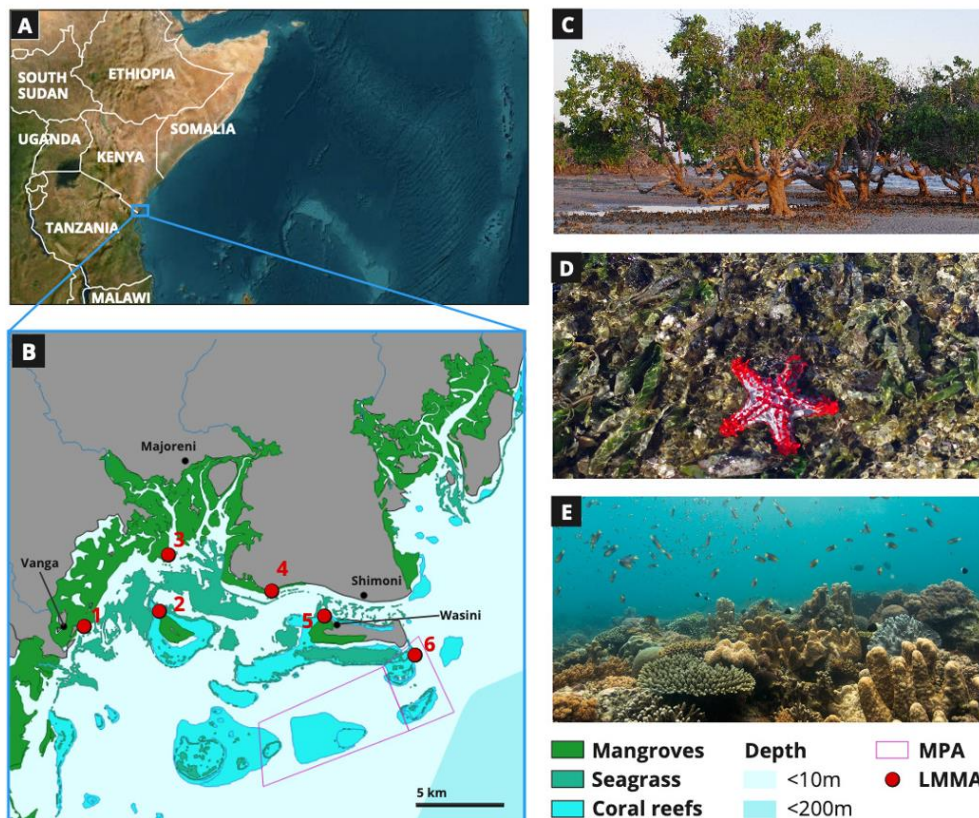 A
SOUTH
SUDAN
ETHIOPIA
UGANDA
SOMALIA
KENYA
TANZANIA
MALAWI
B
Majoreni
Vanga
3
4
Shimoni
1
2
5
Wasini
6
5 km
C
D
E
Mangroves
Seagrass
Coral reefs
Depth
<10m
<200m
MPA
LMMA